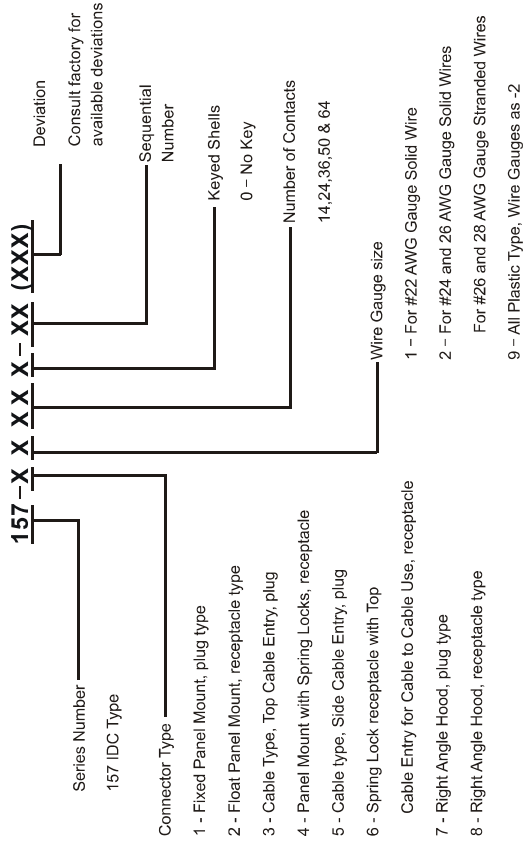 157 –X X XX X – XX (XXX)
Series Number
157 IDC Type
Connector Type
1 - Fixed Panel Mount, plug type
2 - Float Panel Mount, receptacle type
3 - Cable Type, Top Cable Entry, plug
4 - Panel Mount with Spring Locks, receptacle
5 - Cable type, Side Cable Entry, plug
6 - Spring Lock receptacle with Top
Cable Entry for Cable to Cable Use, receptacle
7 - Right Angle Hood, plug type
8 - Right Angle Hood, receptacle type
Deviation
Consult factory for
available deviations
Sequential
Number
Keyed Shells
0 – No Key
Number of Contacts
14,24,36,50 & 64
Wire Gauge size
1 – For #22 AWG Gauge Solid Wire
2 – For #24 and 26 AWG Gauge Solid Wires
For #26 and 28 AWG Gauge Stranded Wires
9 – All Plastic Type, Wire Gauges as -2